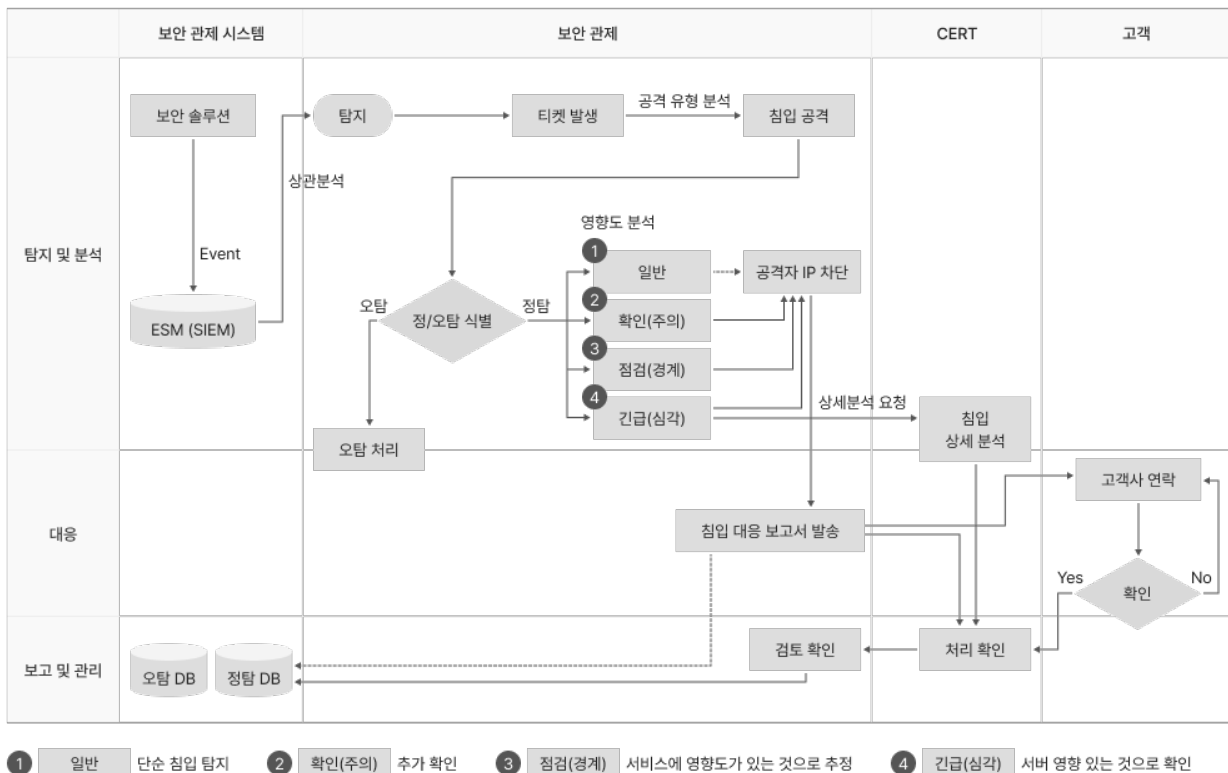 보안 관제 시스템
보안 관제
CERT
고객
탐지 및 분석
보안 솔루션
탐지
티켓 발생
공격 유형 분석
침입 공격
상관분석
Event
ESM (SIEM)
영향도 분석
오탐
정/오탐 식별
정탐
1
일반
공격자 IP 차단
2
확인(주의)
3
점검(경계)
4
긴급(심각)
상세분석 요청
침입
상세 분석
오탐 처리
대응
침입 대응 보고서 발송
고객사 연락
Yes
확인
No
보고 및 관리
오탐 DB
정탐 DB
검토 확인
처리 확인
1 일반 단순 침입 탐지
2 확인(주의) 추가 확인
3 점검(경계) 서비스에 영향도가 있는 것으로 추정
4 긴급(심각) 서버 영향 있는 것으로 확인